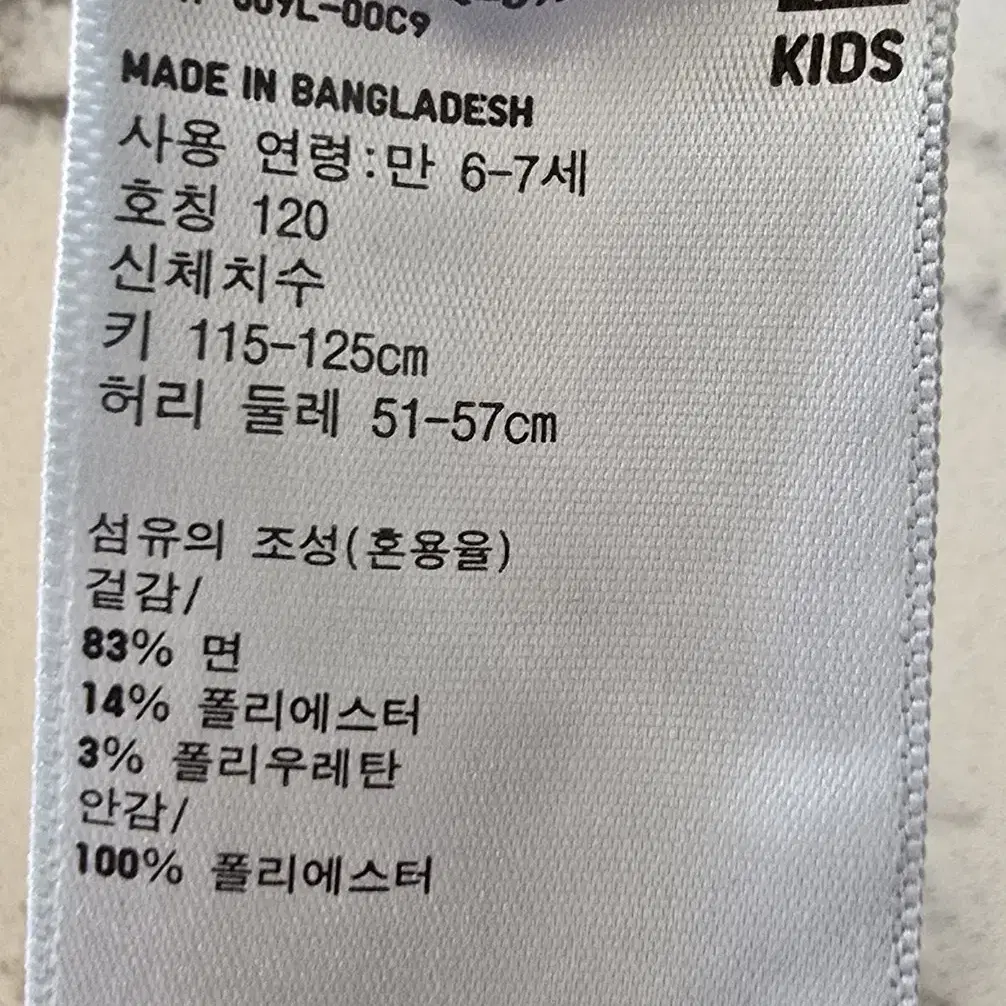 KIDS
MADE IN BANGLADESH
사용 연령:만 6-7세
호칭 120
신체치수
키 115-125cm
허리 둘레 51-57cm
섬유의 조성(혼용율)
겉감/
83% 면
14% 폴리에스터
3% 폴리우레탄
안감/
100% 폴리에스터